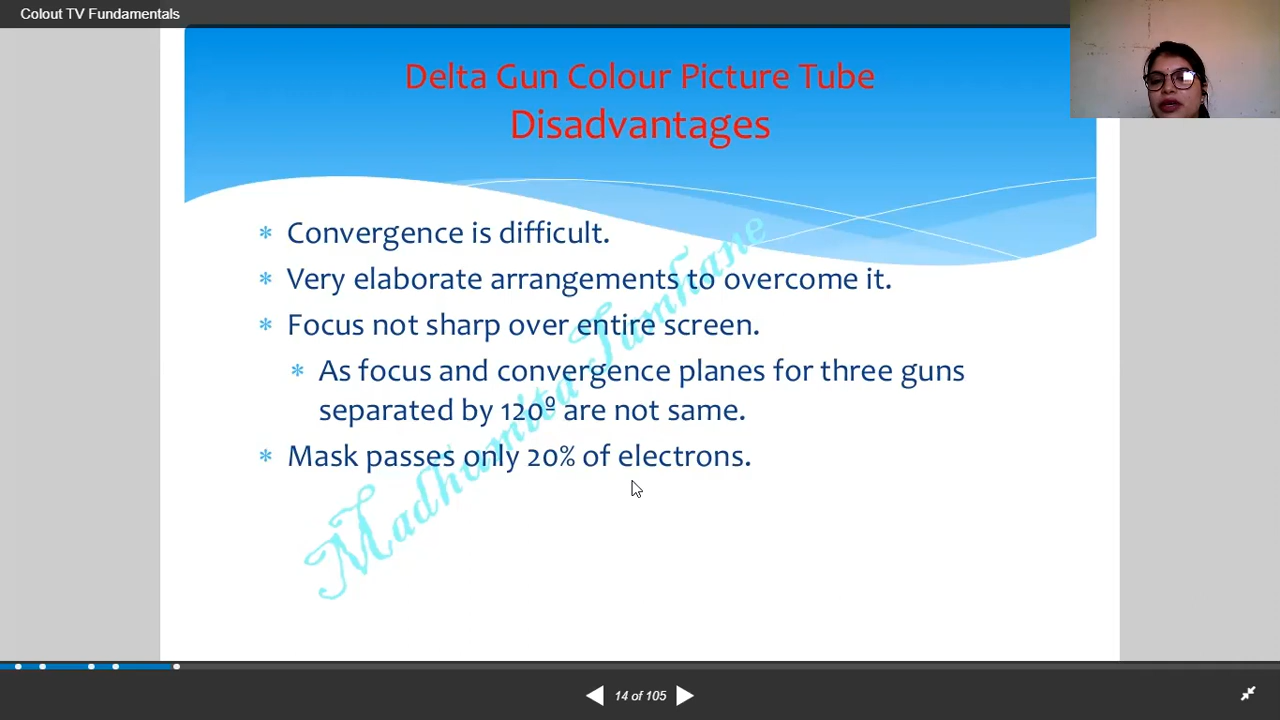 Colout TV Fundamentals
Delta Gun Colour Picture Tube
Disadvantages
* Convergence is difficult.
* Very elaborate arrangements to overcome it.
* Focus not sharp over entire screen.
* As focus and convergence planes for three guns
separated by 120º are not same.
* Mask passes only 20% of electrons.
Madhumita Tamhane
14 of 105